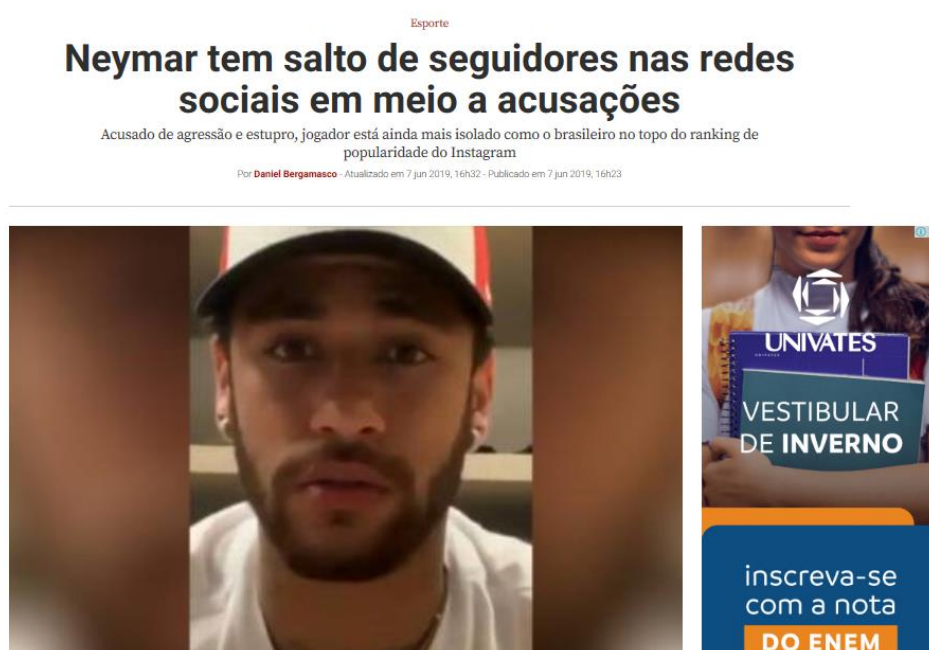 Esporte
Neymar tem salto de seguidores nas redes
sociais em meio a acusações
Acusado de agressão e estupro, jogador está ainda mais isolado como o brasileiro no topo do ranking de
popularidade do Instagram
Por Daniel Bergamasco - Atualizado em 7 jun 2019, 16h32 - Publicado em 7 jun 2019, 16h23
UNIVATES
VESTIBULAR
DE INVERNO
inscreva-se
com a nota
DO ENEM